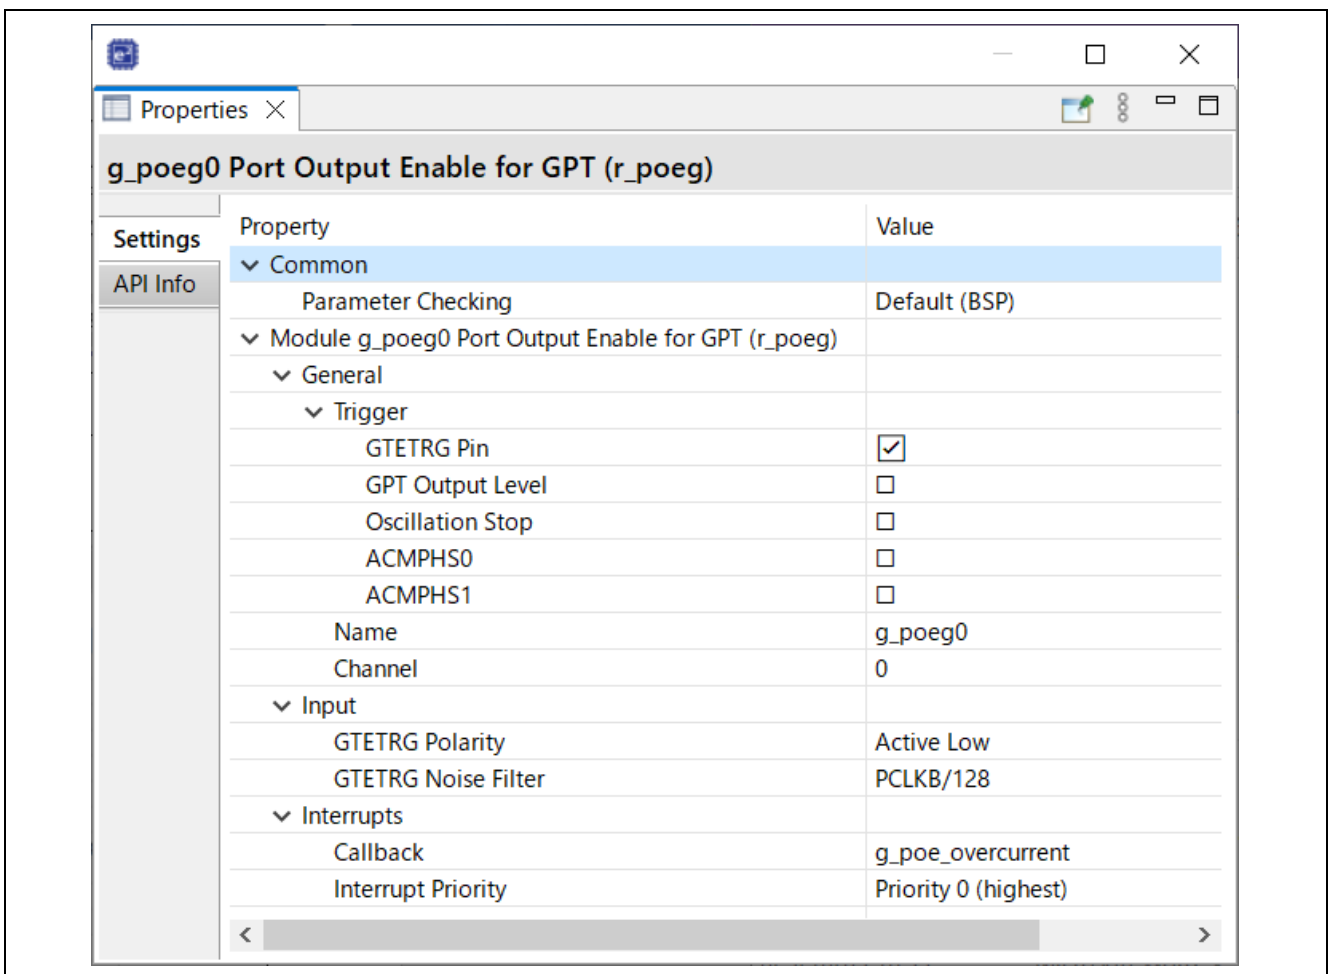 Properties
g_poeg0 Port Output Enable for GPT (r_poeg)
Settings
API Info
Property Value
Common
Parameter Checking Default (BSP)
Module g_poeg0 Port Output Enable for GPT (r_poeg)
General
Trigger
GTETRG Pin
GPT Output Level
Oscillation Stop
ACMPHS0
ACMPHS1
Name g_poeg0
Channel 0
Input
GTETRG Polarity Active Low
GTETRG Noise Filter PCLKB/128
Interrupts
Callback g_poe_overcurrent
Interrupt Priority Priority 0 (highest)